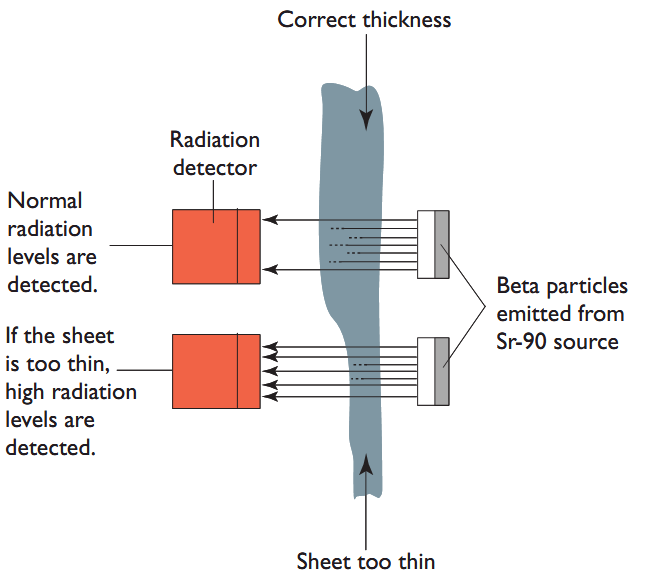 Correct thickness
Radiation
detector
Normal
radiation
levels are
detected.
If the sheet
is too thin,
high radiation
levels are
detected.
Beta particles
emitted from
Sr-90 source
Sheet too thin